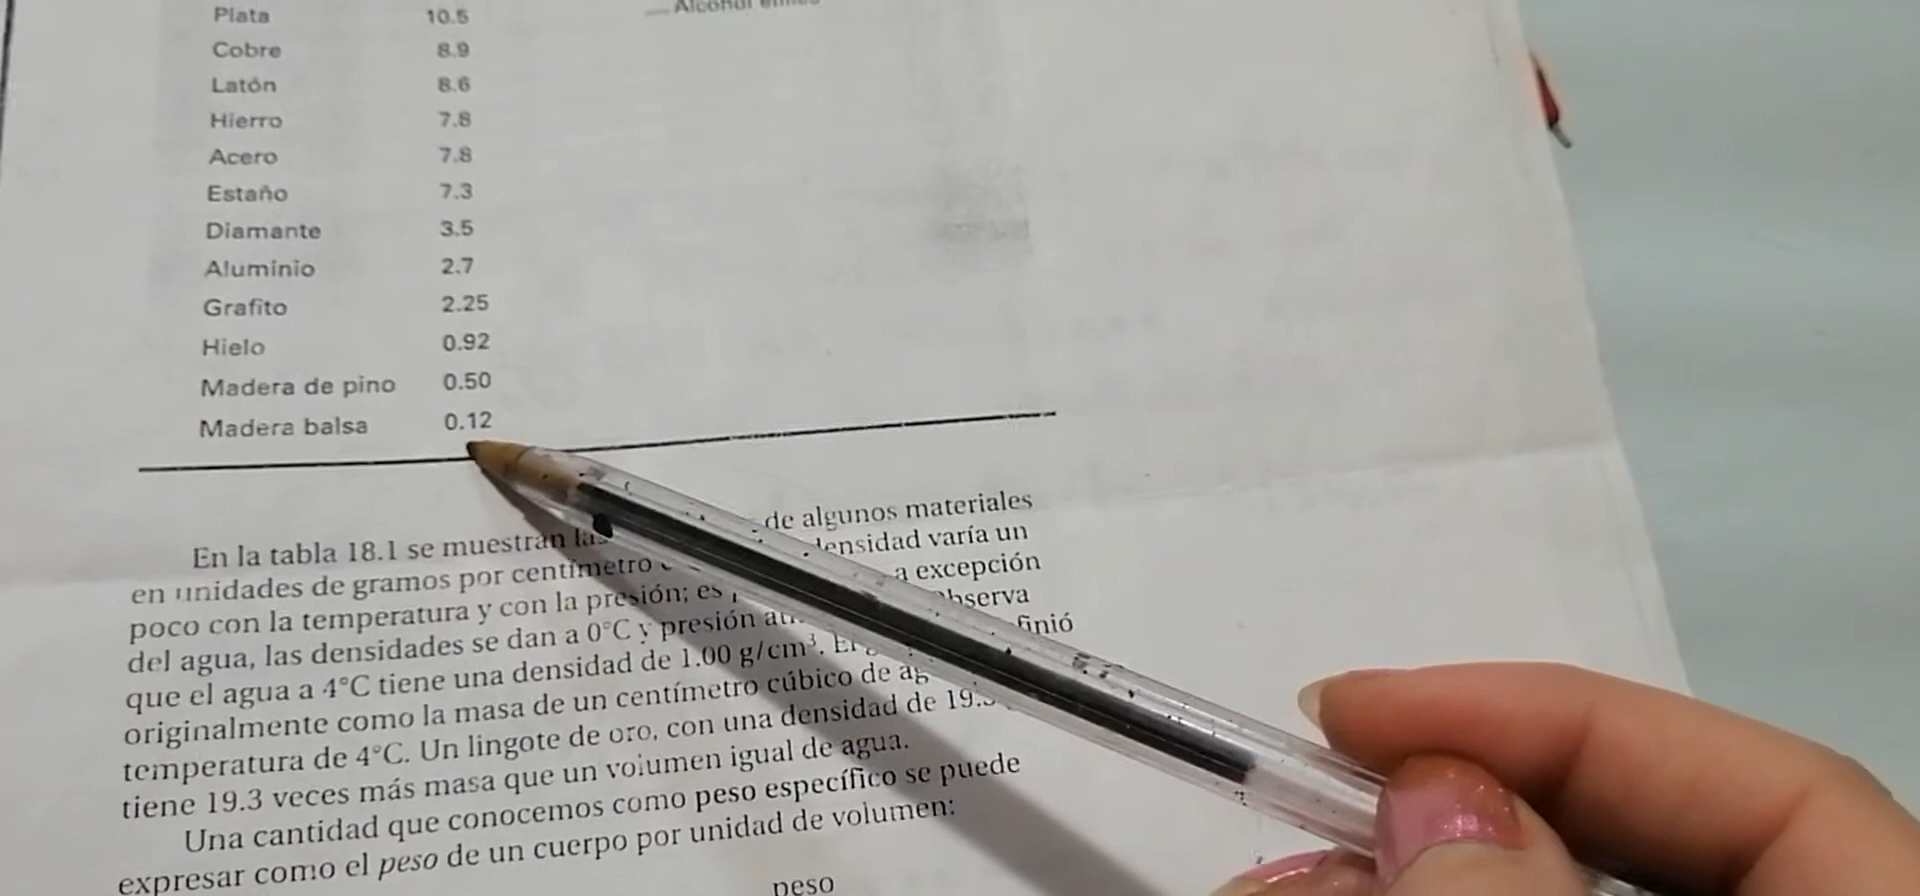 Plata 10.5
Alcohol
Cobre 8.9
Latón 8.6
Hierro 7.8
Acero 7.8
Estaño 7.3
Diamante 3.5
Aluminio 2.7
Grafito 2.25
Hielo 0.92
Madera de pino 0.50
Madera balsa 0.12
En la tabla 18.1 se muestran de algunos materiales
en unidades de gramos por centímetro varía un
poco con la temperatura y con la presión; es a excepción
del agua, las densidades se dan a 0°C y presión
que el agua a 4°C tiene una densidad de 1.00 g/cm³.
originalmente como la masa de un centímetro cúbico de
temperatura de 4°C. Un lingote de oro, con una densidad de
tiene 19.3 veces más masa que un volumen igual de agua.
Una cantidad que conocemos como peso específico se puede
expresar como el peso de un cuerpo por unidad de volumen:
peso